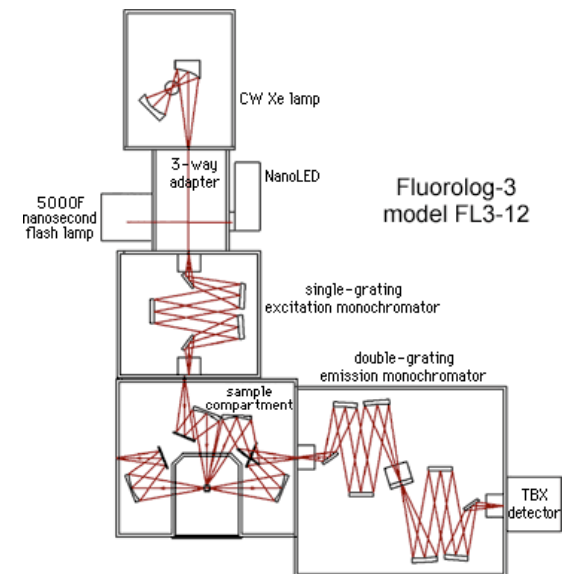 CW Xe lamp
3-way
adapter
NanoLED
5000F
nanosecond
flash lamp
Fluorolog-3
model FL3-12
single-grating
excitation monochromator
double-grating
emission monochromator
sample
compartment
TBX
detector